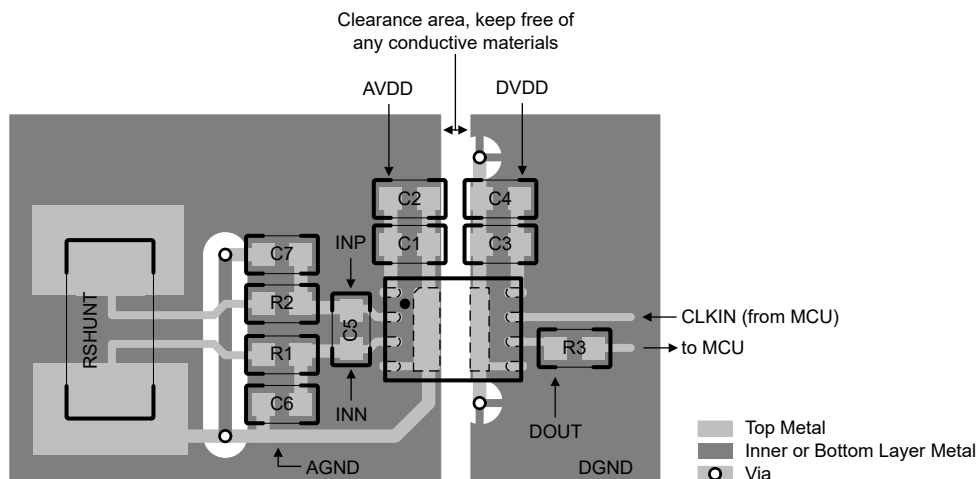 Clearance area, keep free of
any conductive materials
AVDD
DVDD
C2
C4
C1
C3
INP
C7
R2
C5
RSHUNT
R1
C6
INN
AGND
CLKIN (from MCU)
R3
to MCU
DOUT
DGND
Top Metal
Inner or Bottom Layer Metal
Via